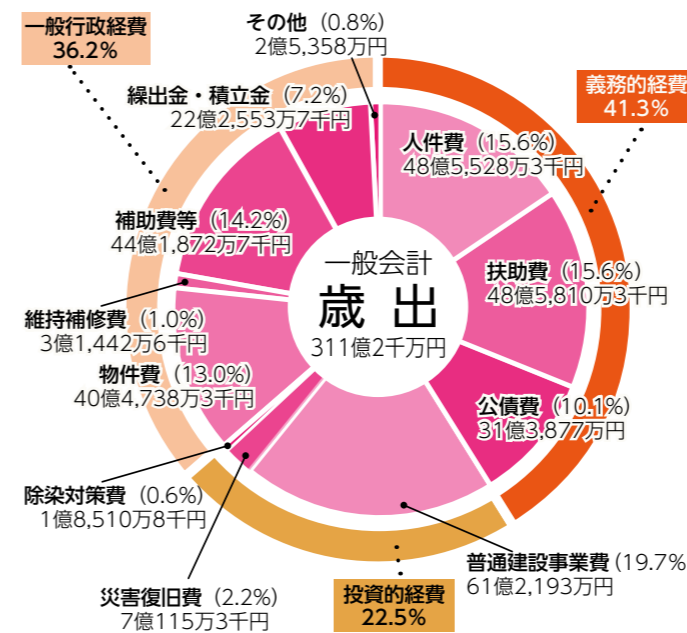 一般行政経費
36.2%
その他（0.8%）
2億5,358万円
繰出金・積立金（7.2%）
22億2,553万7千円
義務的経費
41.3%
人件費（15.6%）
48億5,528万3千円
補助費等（14.2%）
44億1,872万7千円
一般会計
歳 出
311億2千万円
扶助費（15.6%）
48億5,810万3千円
維持補修費（1.0%）
3億1,442万6千円
物件費（13.0%）
40億4,738万3千円
公債費（10.1%）
31億3,877万円
除染対策費（0.6%）
1億8,510万8千円
普通建設事業費（19.7%
61億2,193万円
災害復旧費（2.2%）
7億115万3千円
投資的経費
22.5%